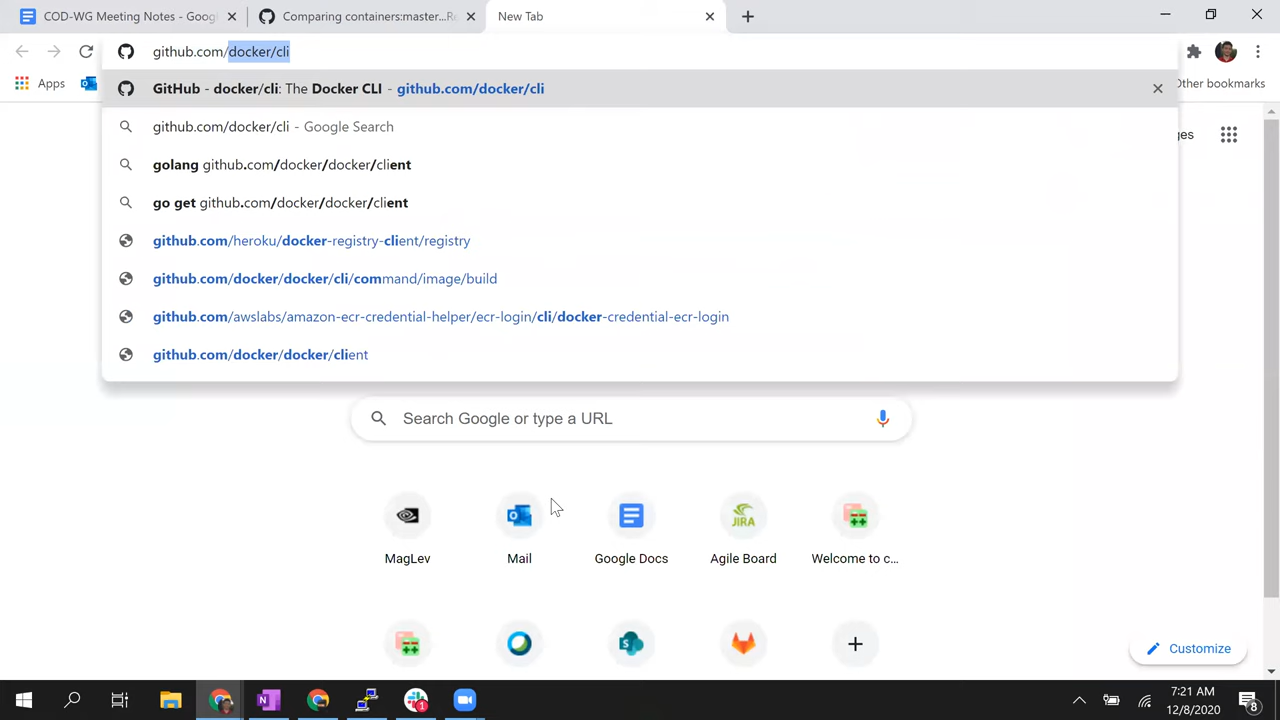 COD-WG Meeting Notes - Goog
Comparing containers:master...Re
New Tab
github.com/docker/cli
Apps
Other bookmarks
GitHub - docker/cli: The Docker CLI - github.com/docker/cli
github.com/docker/cli - Google Search
golang github.com/docker/docker/client
go get github.com/docker/docker/client
github.com/heroku/docker-registry-client/registry
github.com/docker/docker/cli/command/image/build
github.com/awslabs/amazon-ecr-credential-helper/ecr-login/cli/docker-credential-ecr-login
github.com/docker/docker/client
ges
Search Google or type a URL
MagLev
Mail
Google Docs
JIRA
Agile Board
Welcome to c...
S
Customize
1
7:21 AM
12/8/2020
8